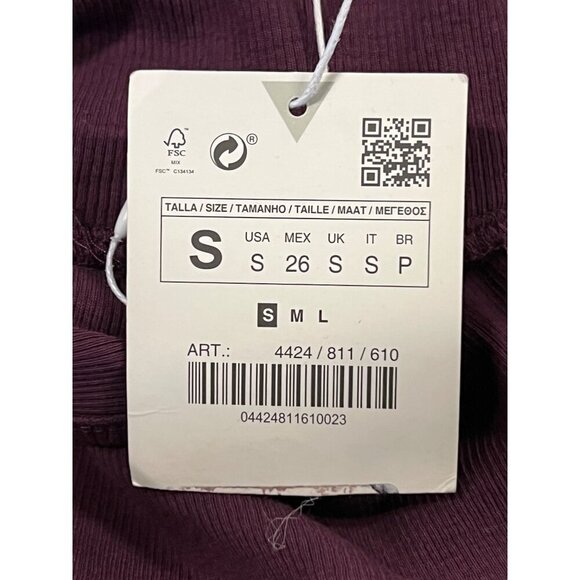 FSC™
MIX
FSC™ C134134
®
TALLA / SIZE / TAMANHO / TAILLE / MAAT / ΜΕΓΕΘΟΣ
S
USA MEX UK IT BR
S 26 S S P
S M L
ART.: 4424 / 811 / 610
04424811610023